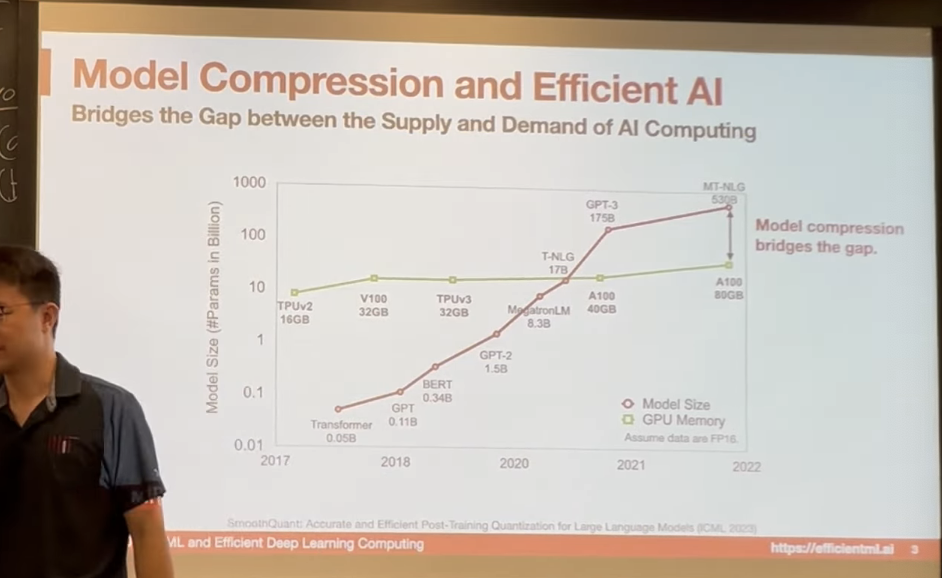 Model Compression and Efficient AI
Bridges the Gap between the Supply and Demand of AI Computing
Model Size (#Params in Billion)
1000
100
10
1
0.1
0.01
2017
2018
2020
2021
2022
TPUv2
16GB
V100
32GB
TPUv3
32GB
A100
40GB
A100
80GB
Transformer
0.05B
GPT
0.11B
BERT
0.34B
GPT-2
1.5B
MegatronLM
8.3B
T-NLG
17B
GPT-3
175B
MT-NLG
530B
Model compression
bridges the gap.
Model Size
GPU Memory
Assume data are FP16.
SmoothQuant: Accurate and Efficient Post-Training Quantization for Large Language Models (ICML 2023)
ML and Efficient Deep Learning Computing
https://efficientml.ai
3